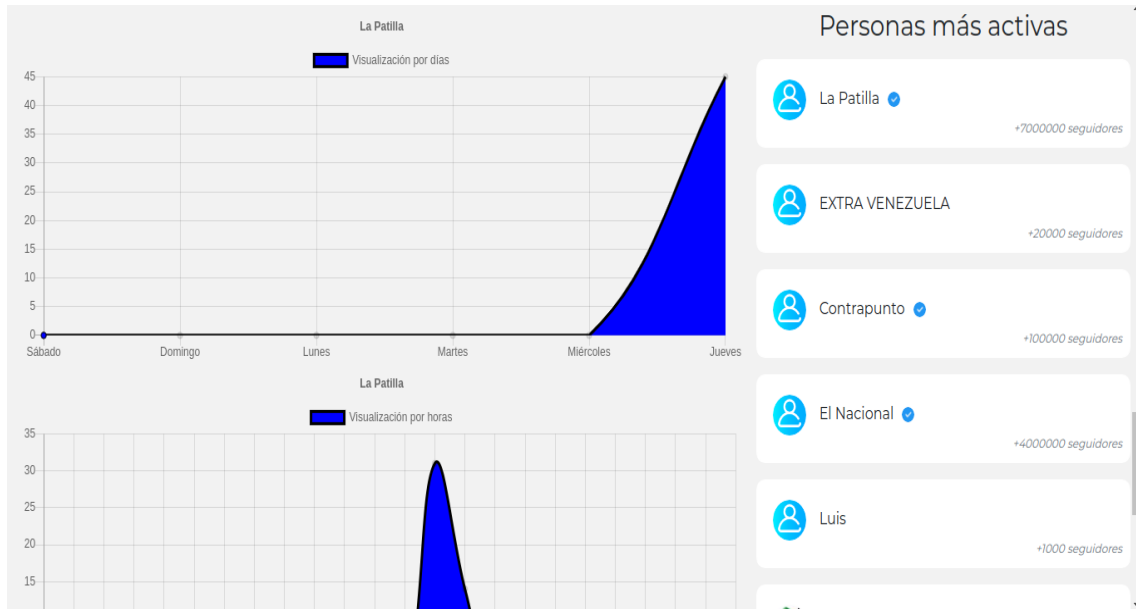 La Patilla
Visualización por días
45
40
35
30
25
20
15
10
5
0
Sábado Domingo Lunes Martes Miércoles Jueves
La Patilla
Visualización por horas
35
30
25
20
15
Personas más activas
La Patilla
+7000000 seguidores
EXTRA VENEZUELA
+20000 seguidores
Contrapunto
+100000 seguidores
El Nacional
+4000000 seguidores
Luis
+1000 seguidores